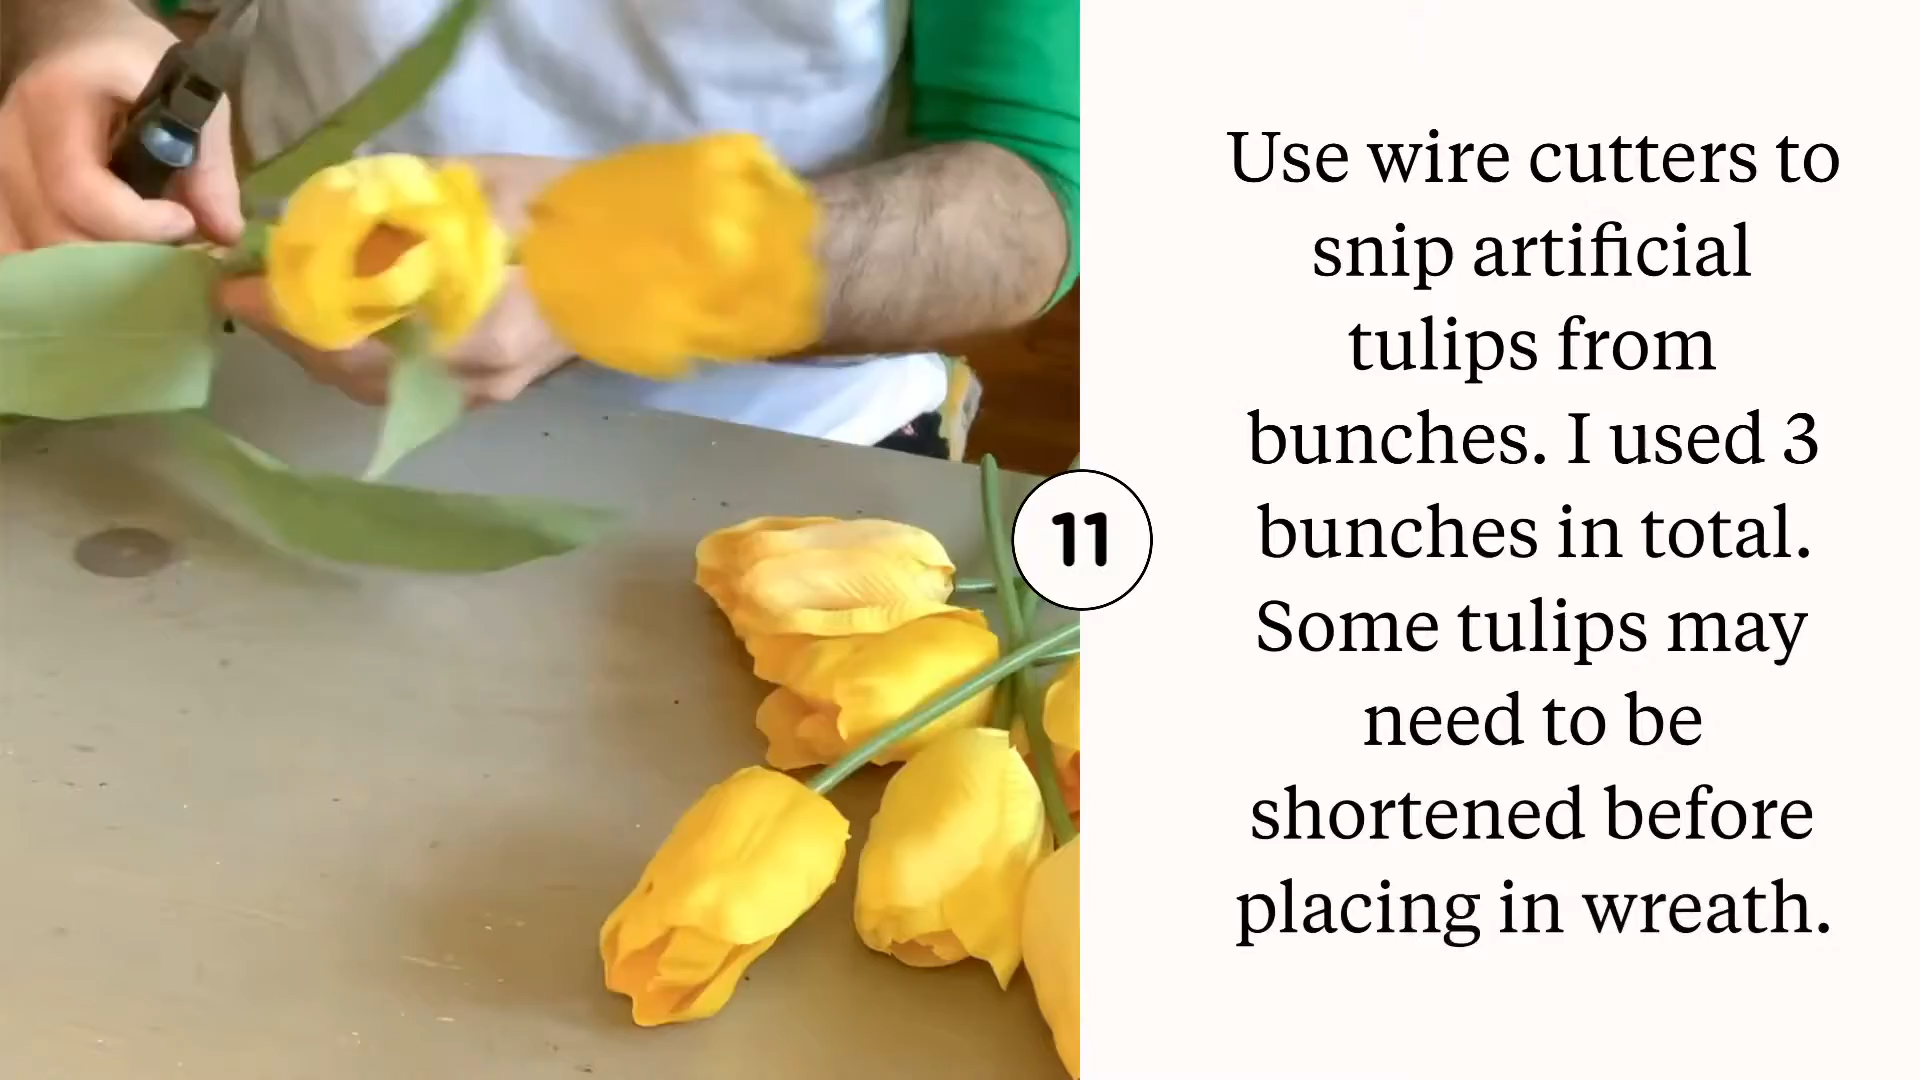 11
Use wire cutters to
snip artificial
tulips from
bunches. I used 3
bunches in total.
Some tulips may
need to be
shortened before
placing in wreath.